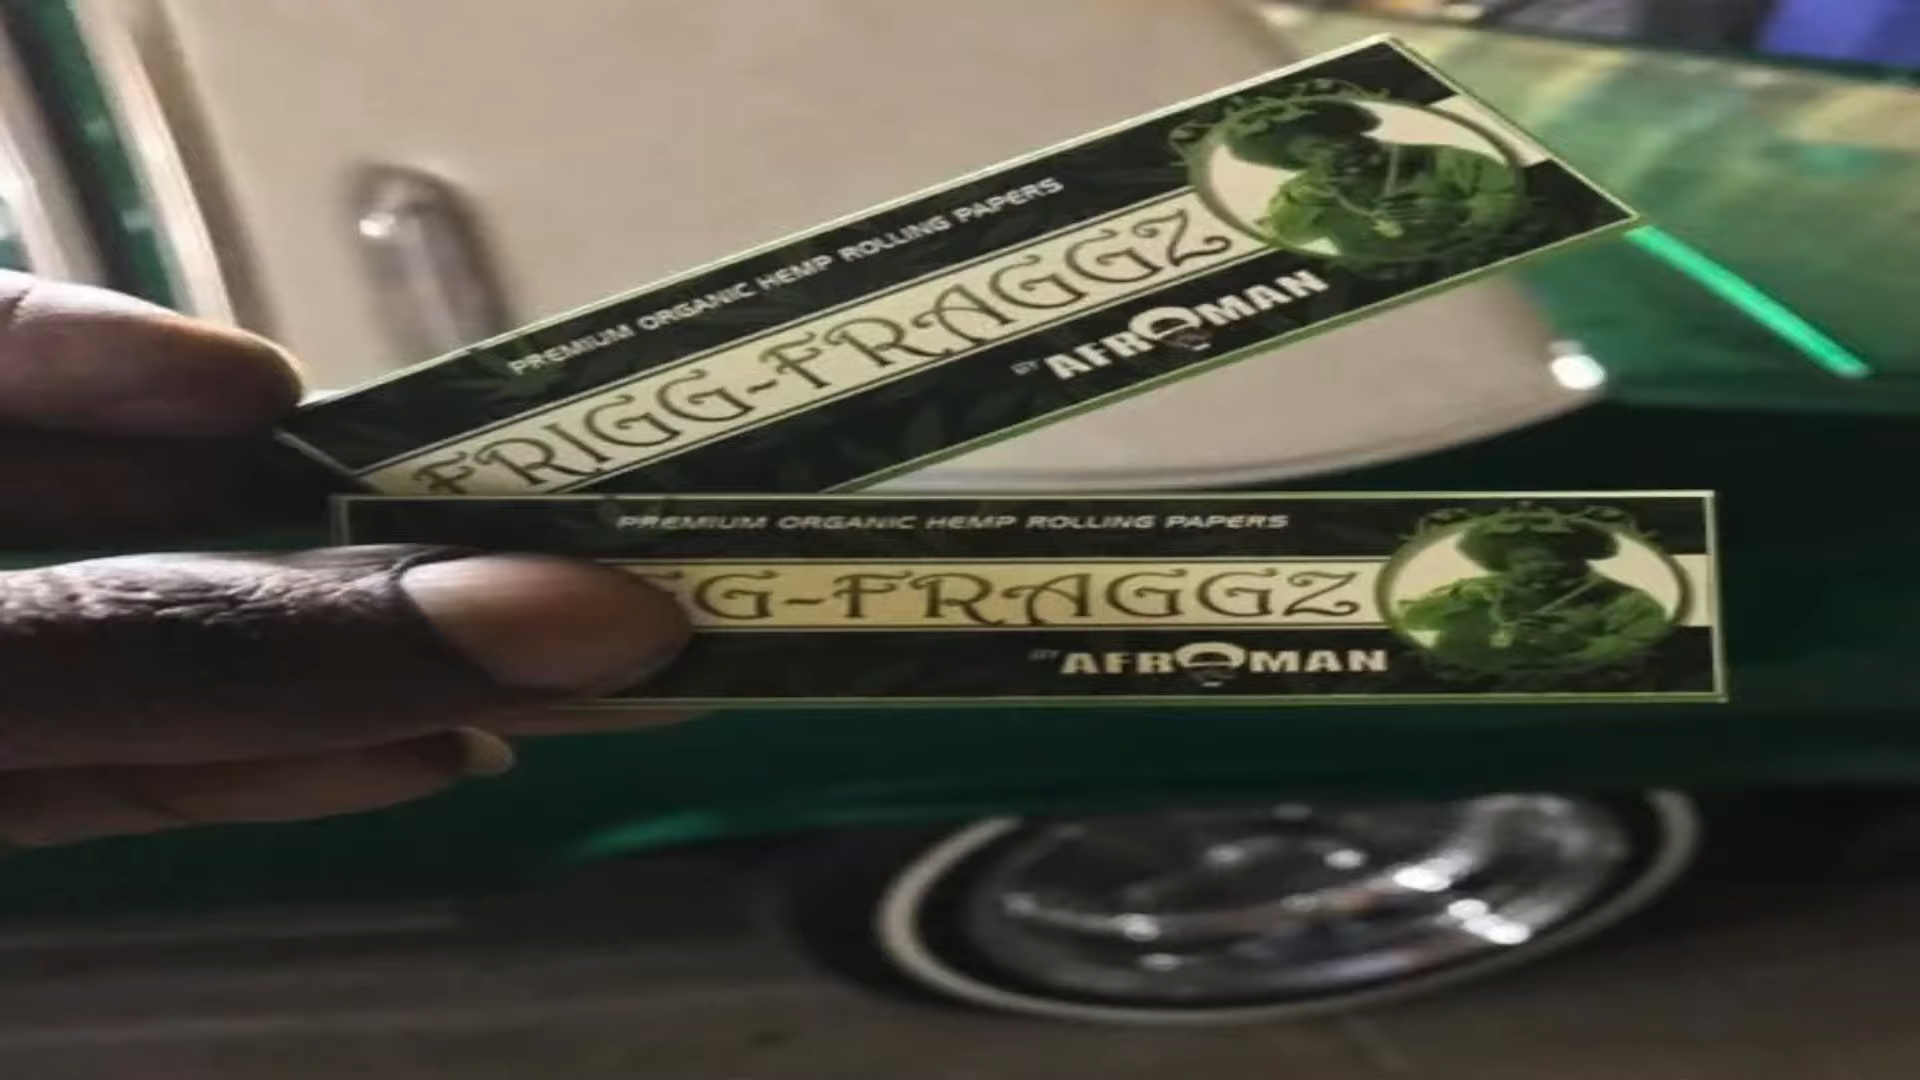 PREMIUM ORGANIC HEMP ROLLING PAPERS
FRIGG-FRAGGZ
BY AFROMAN
PREMIUM ORGANIC HEMP ROLLING PAPERS
GG-FRAGGZ
BY AFROMAN